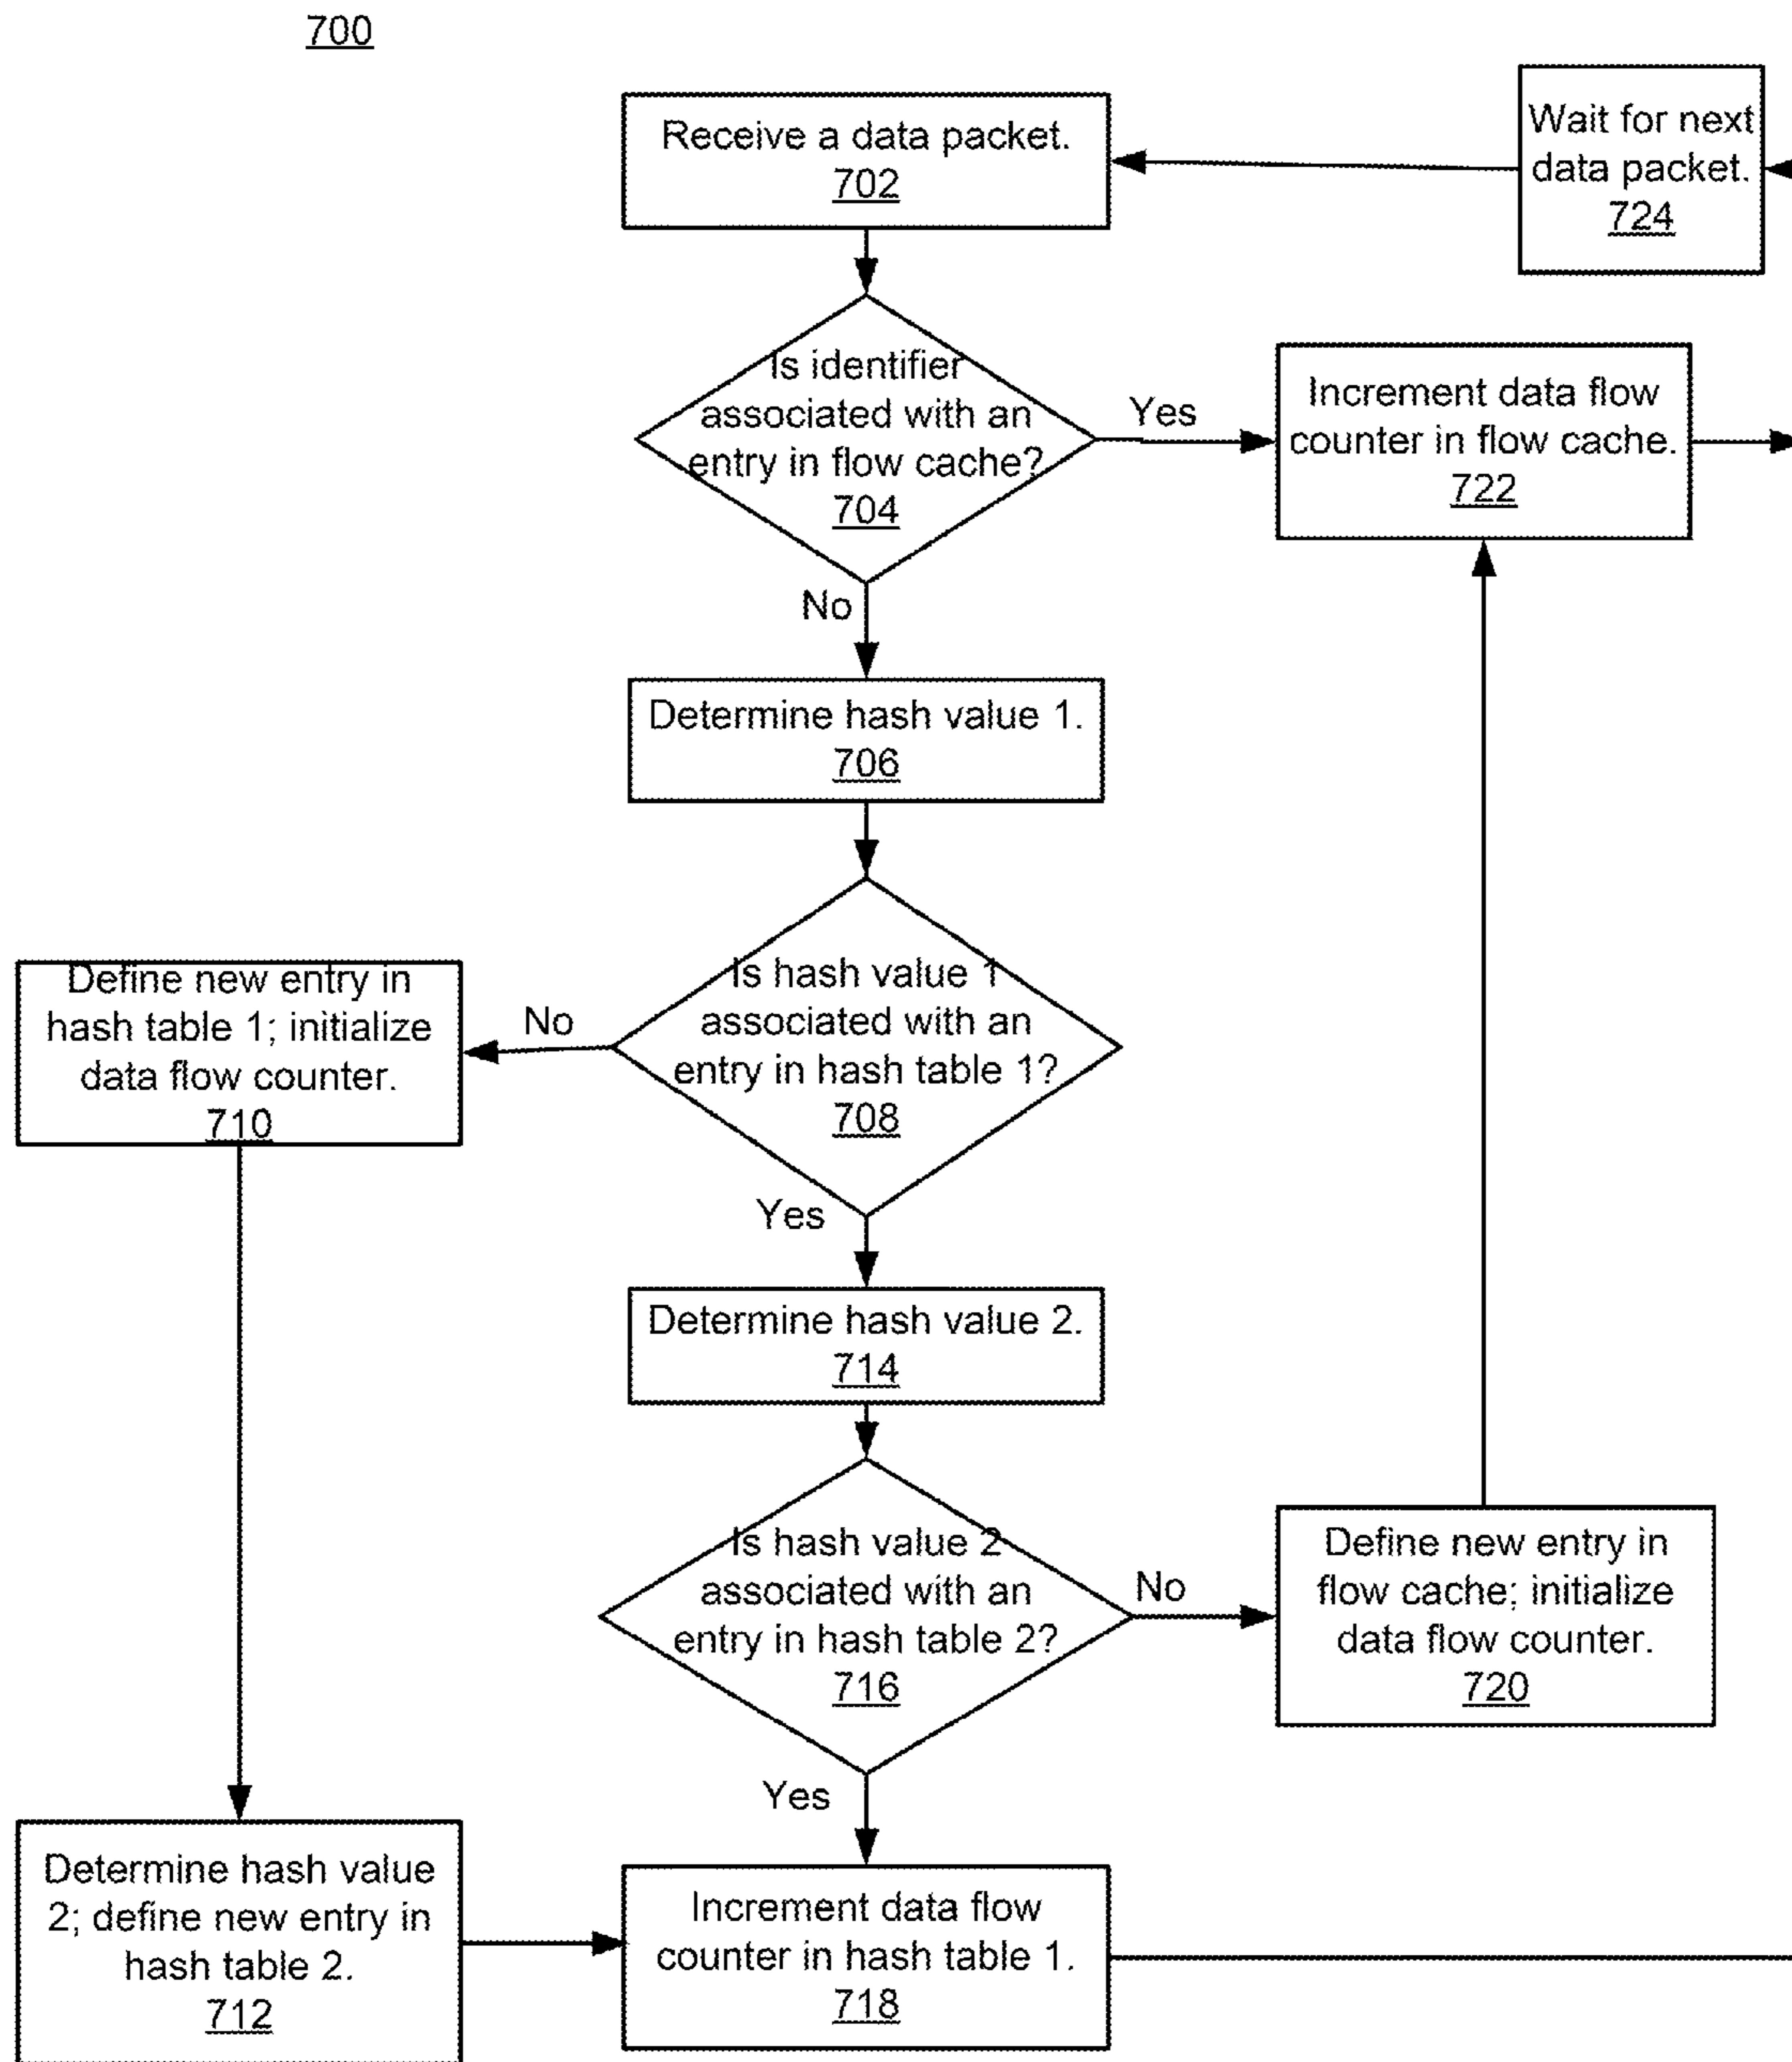 700
Receive a data packet.
702
Wait for next
data packet.
724
Is identifier
associated with an
entry in flow cache?
704
Yes
Increment data flow
counter in flow cache.
722
No
Determine hash value 1.
706
Is hash value 1
associated with an
entry in hash table 1?
708
No
Define new entry in
hash table 1; initialize
data flow counter.
710
Yes
Determine hash value 2.
714
Is hash value 2
associated with an
entry in hash table 2?
716
No
Define new entry in
flow cache; initialize
data flow counter.
720
Yes
Determine hash value
2; define new entry in
hash table 2.
712
Increment data flow
counter in hash table 1.
718